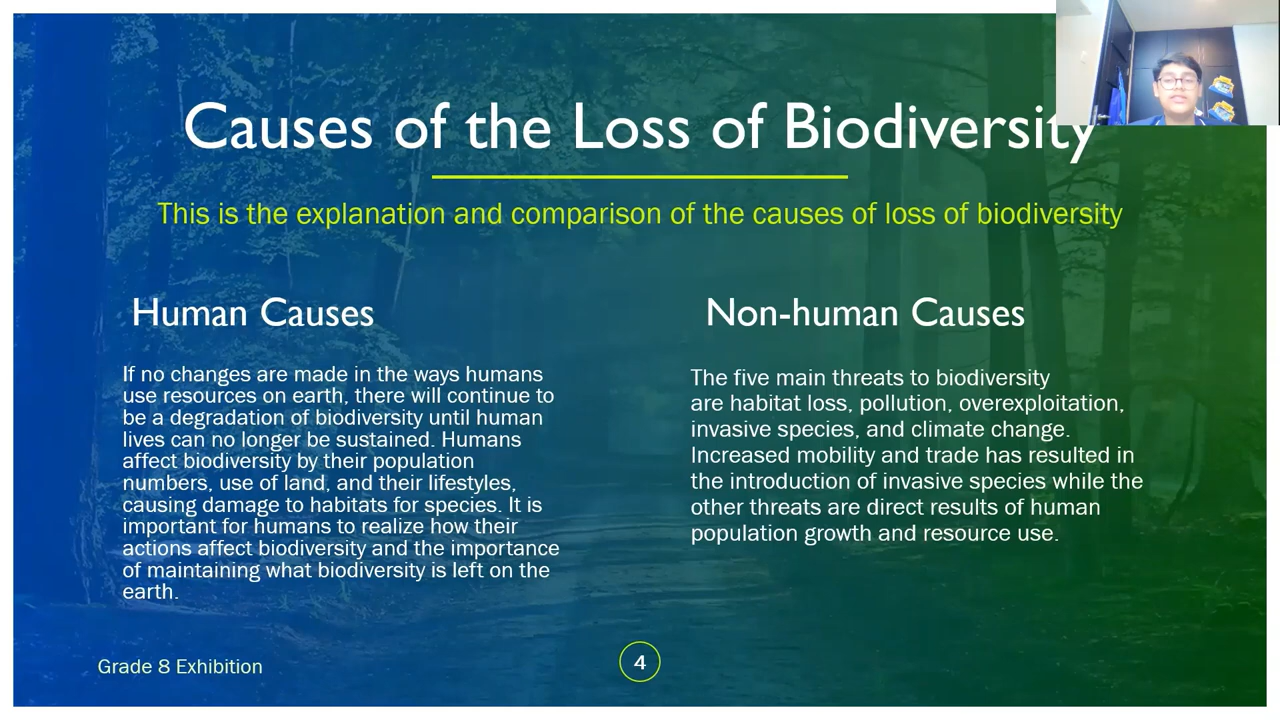 Causes of the Loss of Biodiversity
This is the explanation and comparison of the causes of loss of biodiversity
Human Causes
If no changes are made in the ways humans
use resources on earth, there will continue to
be a degradation of biodiversity until human
lives can no longer be sustained. Humans
affect biodiversity by their population
numbers, use of land, and their lifestyles,
causing damage to habitats for species. It is
important for humans to realize how their
actions affect biodiversity and the importance
of maintaining what biodiversity is left on the
earth.
Non-human Causes
The five main threats to biodiversity
are habitat loss, pollution, overexploitation,
invasive species, and climate change.
Increased mobility and trade has resulted in
the introduction of invasive species while the
other threats are direct results of human
population growth and resource use.
Grade 8 Exhibition
4